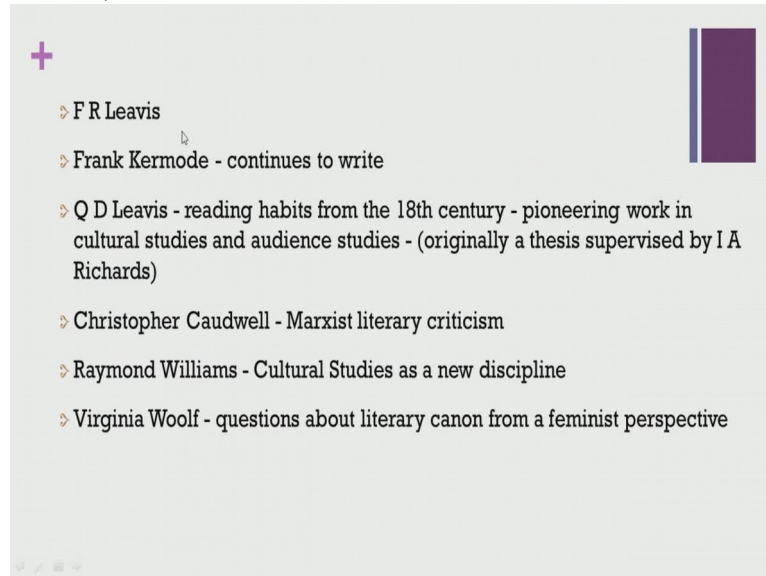 F R Leavis
Frank Kermode - continues to write
Q D Leavis - reading habits from the 18th century - pioneering work in
cultural studies and audience studies - (originally a thesis supervised by I A
Richards)
Christopher Caudwell - Marxist literary criticism
Raymond Williams - Cultural Studies as a new discipline
Virginia Woolf - questions about literary canon from a feminist perspective